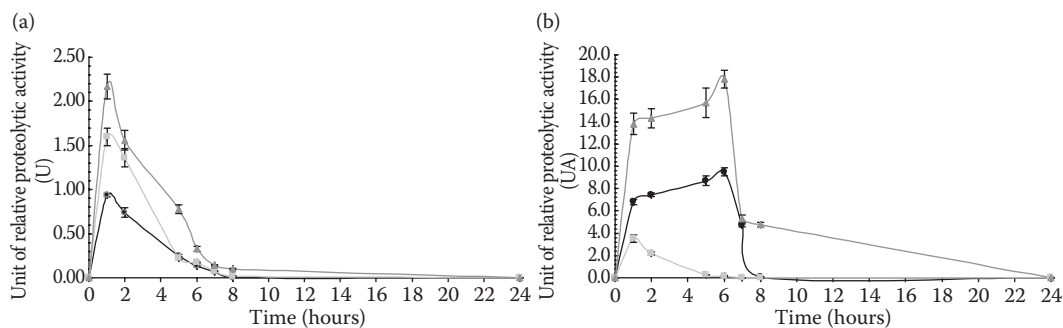 (a)
Unit of relative proteolytic activity
(U)
2.50
2.00
1.50
1.00
0.50
0.00
0 2 4 6 8 10 12 14 16 18 20 22 24
Time (hours)
(b)
Unit of relative proteolytic activity
(UA)
20.0
18.0
16.0
14.0
12.0
10.0
8.0
6.0
4.0
2.0
0.0
0 2 4 6 8 10 12 14 16 18 20 22 24
Time (hours)